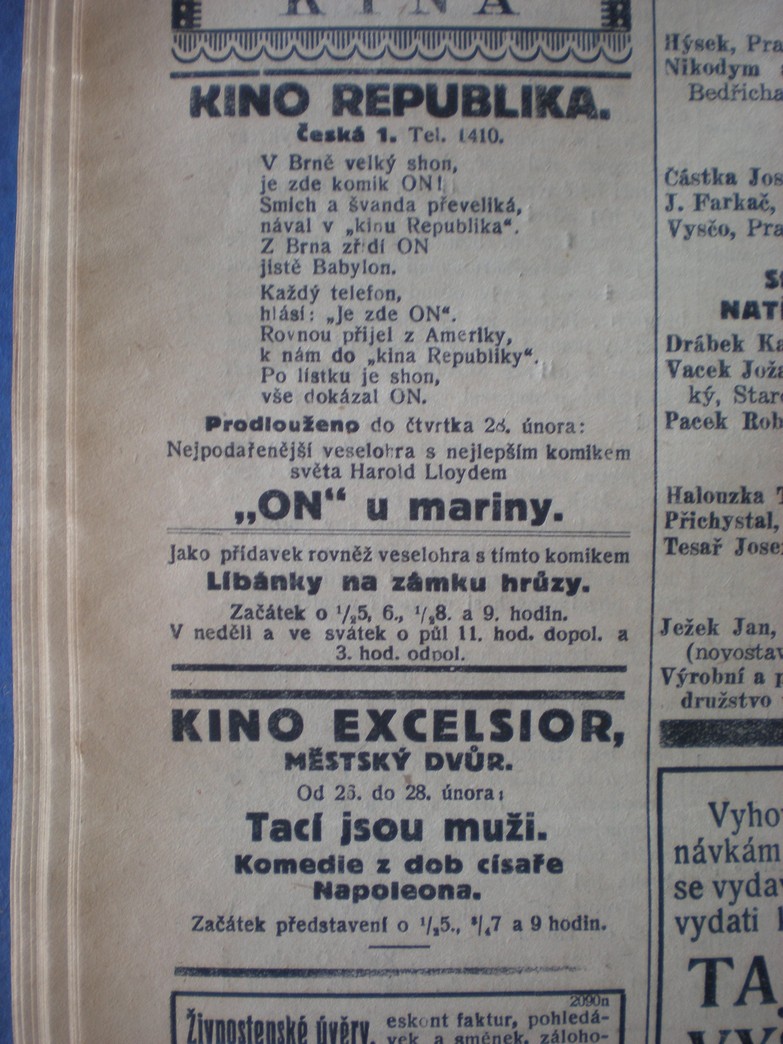 KINA
KINO REPUBLIKA.
Česká 1. Tel. 1410.
V Brně velký shon,
je zde komik ON!
Smích a švanda převeliká,
nával v „kinu Republika“.
Z Brna zřídí ON
jistě Babylon.
Každý telefon,
hlásí: „Je zde ON“.
Rovnou přijel z Ameriky,
k nám do „kina Republiky“.
Po lístku je shon,
vše dokázal ON.
Prodlouženo do čtvrtka 28. února:
Nejpodařenější veselohra s nejlepším komikem
světa Harold Lloydem
„ON“ u mariny.
Jako přídavek rovněž veselohra s tímto komikem
Líbánky na zámku hrůzy.
Začátek o ½5, 6., ½8. a 9. hodin.
V neděli a ve svátek o půl 11. hod. dopol. a
3. hod. odpol.
KINO EXCELSIOR,
MĚSTSKÝ DVŮR.
Od 26. do 28. února:
Tací jsou muži.
Komedie z dob císaře
Napoleona.
Začátek představení o ½5., ¾7 a 9 hodin.
2090n
Živnostenské úvěry, eskont faktur, pohledá-
vek a směnek, záloho-
Hýsek, Pra
Nikodym
Bedřicha
Částka Jos
J. Farkač,
Vysčo, Pra
NAT
Drábek Ka
Vacek Joža
ký, Star
Pacek Rob
Halouzka
Přichystal,
Tesař Jose
Ježek Jan,
(novostav
Výrobní a p
družstvo
Vyho
návkám
se vydav
vydati
TA